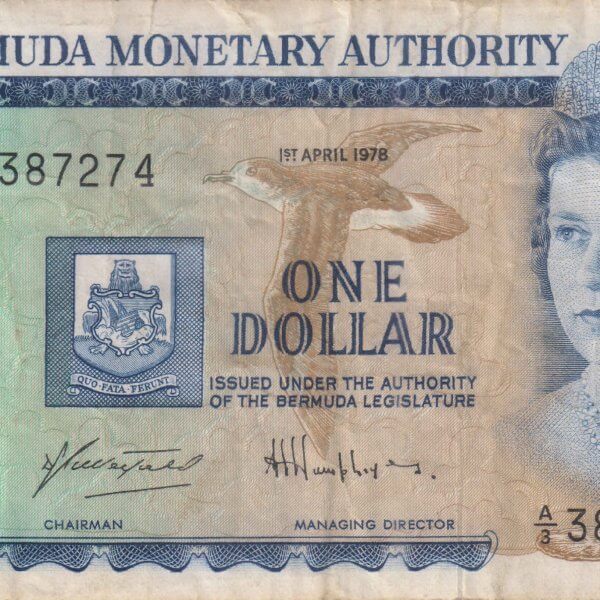 MUDA MONETARY AUTHORITY
1ST APRIL 1978
387274
ONE
DOLLAR
QUO FATA FERUNT
ISSUED UNDER THE AUTHORITY
OF THE BERMUDA LEGISLATURE
CHAIRMAN
MANAGING DIRECTOR
A/3 38